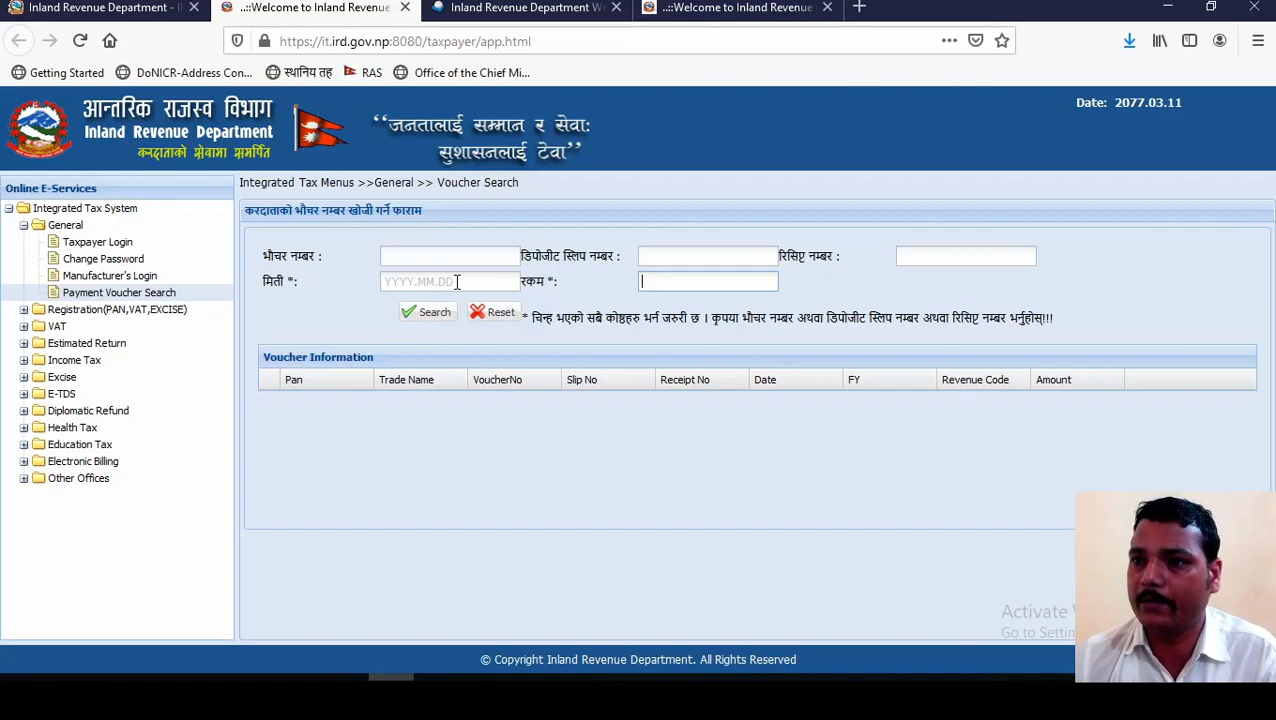 Inland Revenue Department - I
..::Welcome to Inland Revenue
Inland Revenue Department W
..::Welcome to Inland Revenue
https://it.ird.gov.np:8080/taxpayer/app.html
Getting Started
DoNICR-Address Con...
स्थानिय तह
RAS
Office of the Chief Mi...
आन्तरिक राजस्व विभाग
Inland Revenue Department
करदाताको सेवामा समर्पित
“जनतालाई सम्मान र सेवा:
सुशासनलाई टेवा”
Date: 2077.03.11
Online E-Services
Integrated Tax System
General
Taxpayer Login
Change Password
Manufacturer's Login
Payment Voucher Search
Registration(PAN,VAT,EXCISE)
VAT
Estimated Return
Income Tax
Excise
E-TDS
Diplomatic Refund
Health Tax
Education Tax
Electronic Billing
Other Offices
Integrated Tax Menus >>General >> Voucher Search
करदाताको भौचर नम्बर खोजी गर्ने फाराम
भौचर नम्बर : डिपोजीट स्लिप नम्बर : रिसिप्ट नम्बर :
मिती *: YYYY.MM.DD रकम *:
Search Reset * चिन्ह भएको सबै कोष्ठहरु भर्न जरुरी छ । कृपया भौचर नम्बर अथवा डिपोजीट स्लिप नम्बर अथवा रिसिप्ट नम्बर भर्नुहोस्!!!
Voucher Information
Pan Trade Name VoucherNo Slip No Receipt No Date FY Revenue Code Amount
Activate
Go to Settin
© Copyright Inland Revenue Department. All Rights Reserved